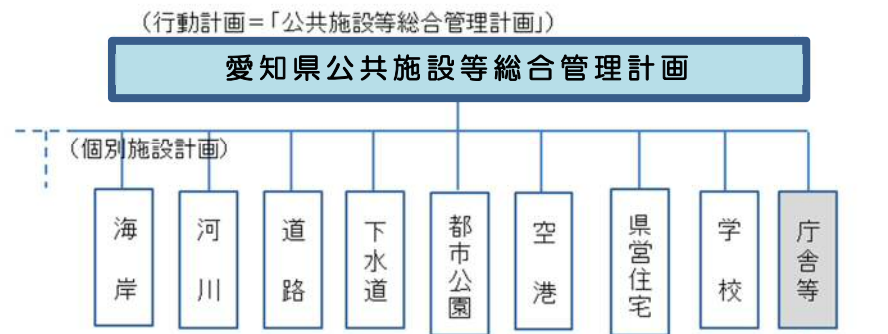 （行動計画＝「公共施設等総合管理計画」）
愛知県公共施設等総合管理計画
（個別施設計画）
海岸
河川
道路
下水道
都市公園
空港
県営住宅
学校
庁舎等